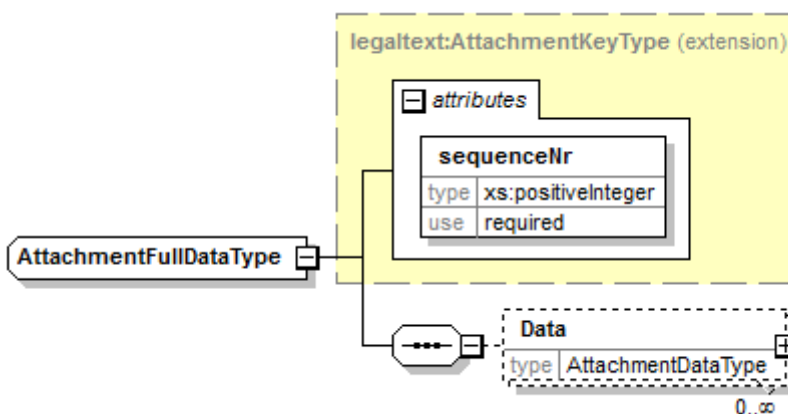 legaltext:AttachmentKeyType (extension)
attributes
sequenceNr
type xs:positiveInteger
use required
AttachmentFullDataType
Data
type AttachmentDataType
0..∞